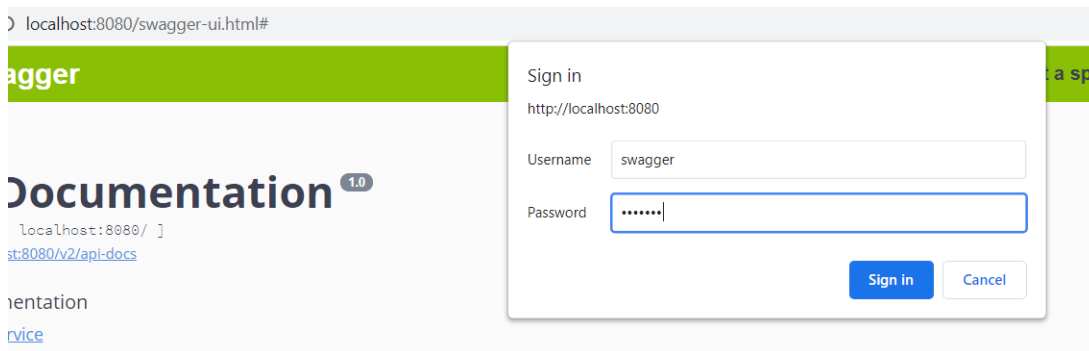 localhost:8080/swagger-ui.html#
agger
t a sp
Sign in
http://localhost:8080
Username swagger
Password •••••••
Sign in Cancel
Documentation 1.0
localhost:8080/ ]
st:8080/v2/api-docs
nentation
rvice